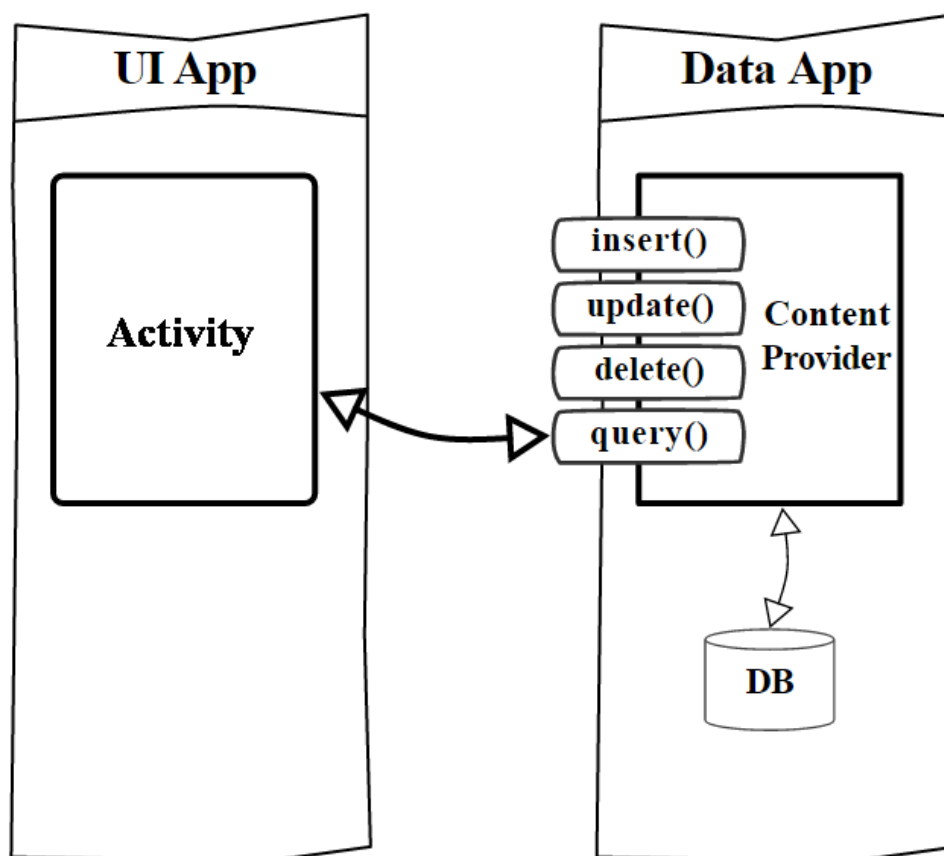 UI App
Activity
Data App
insert()
update()
delete()
query()
Content
Provider
DB